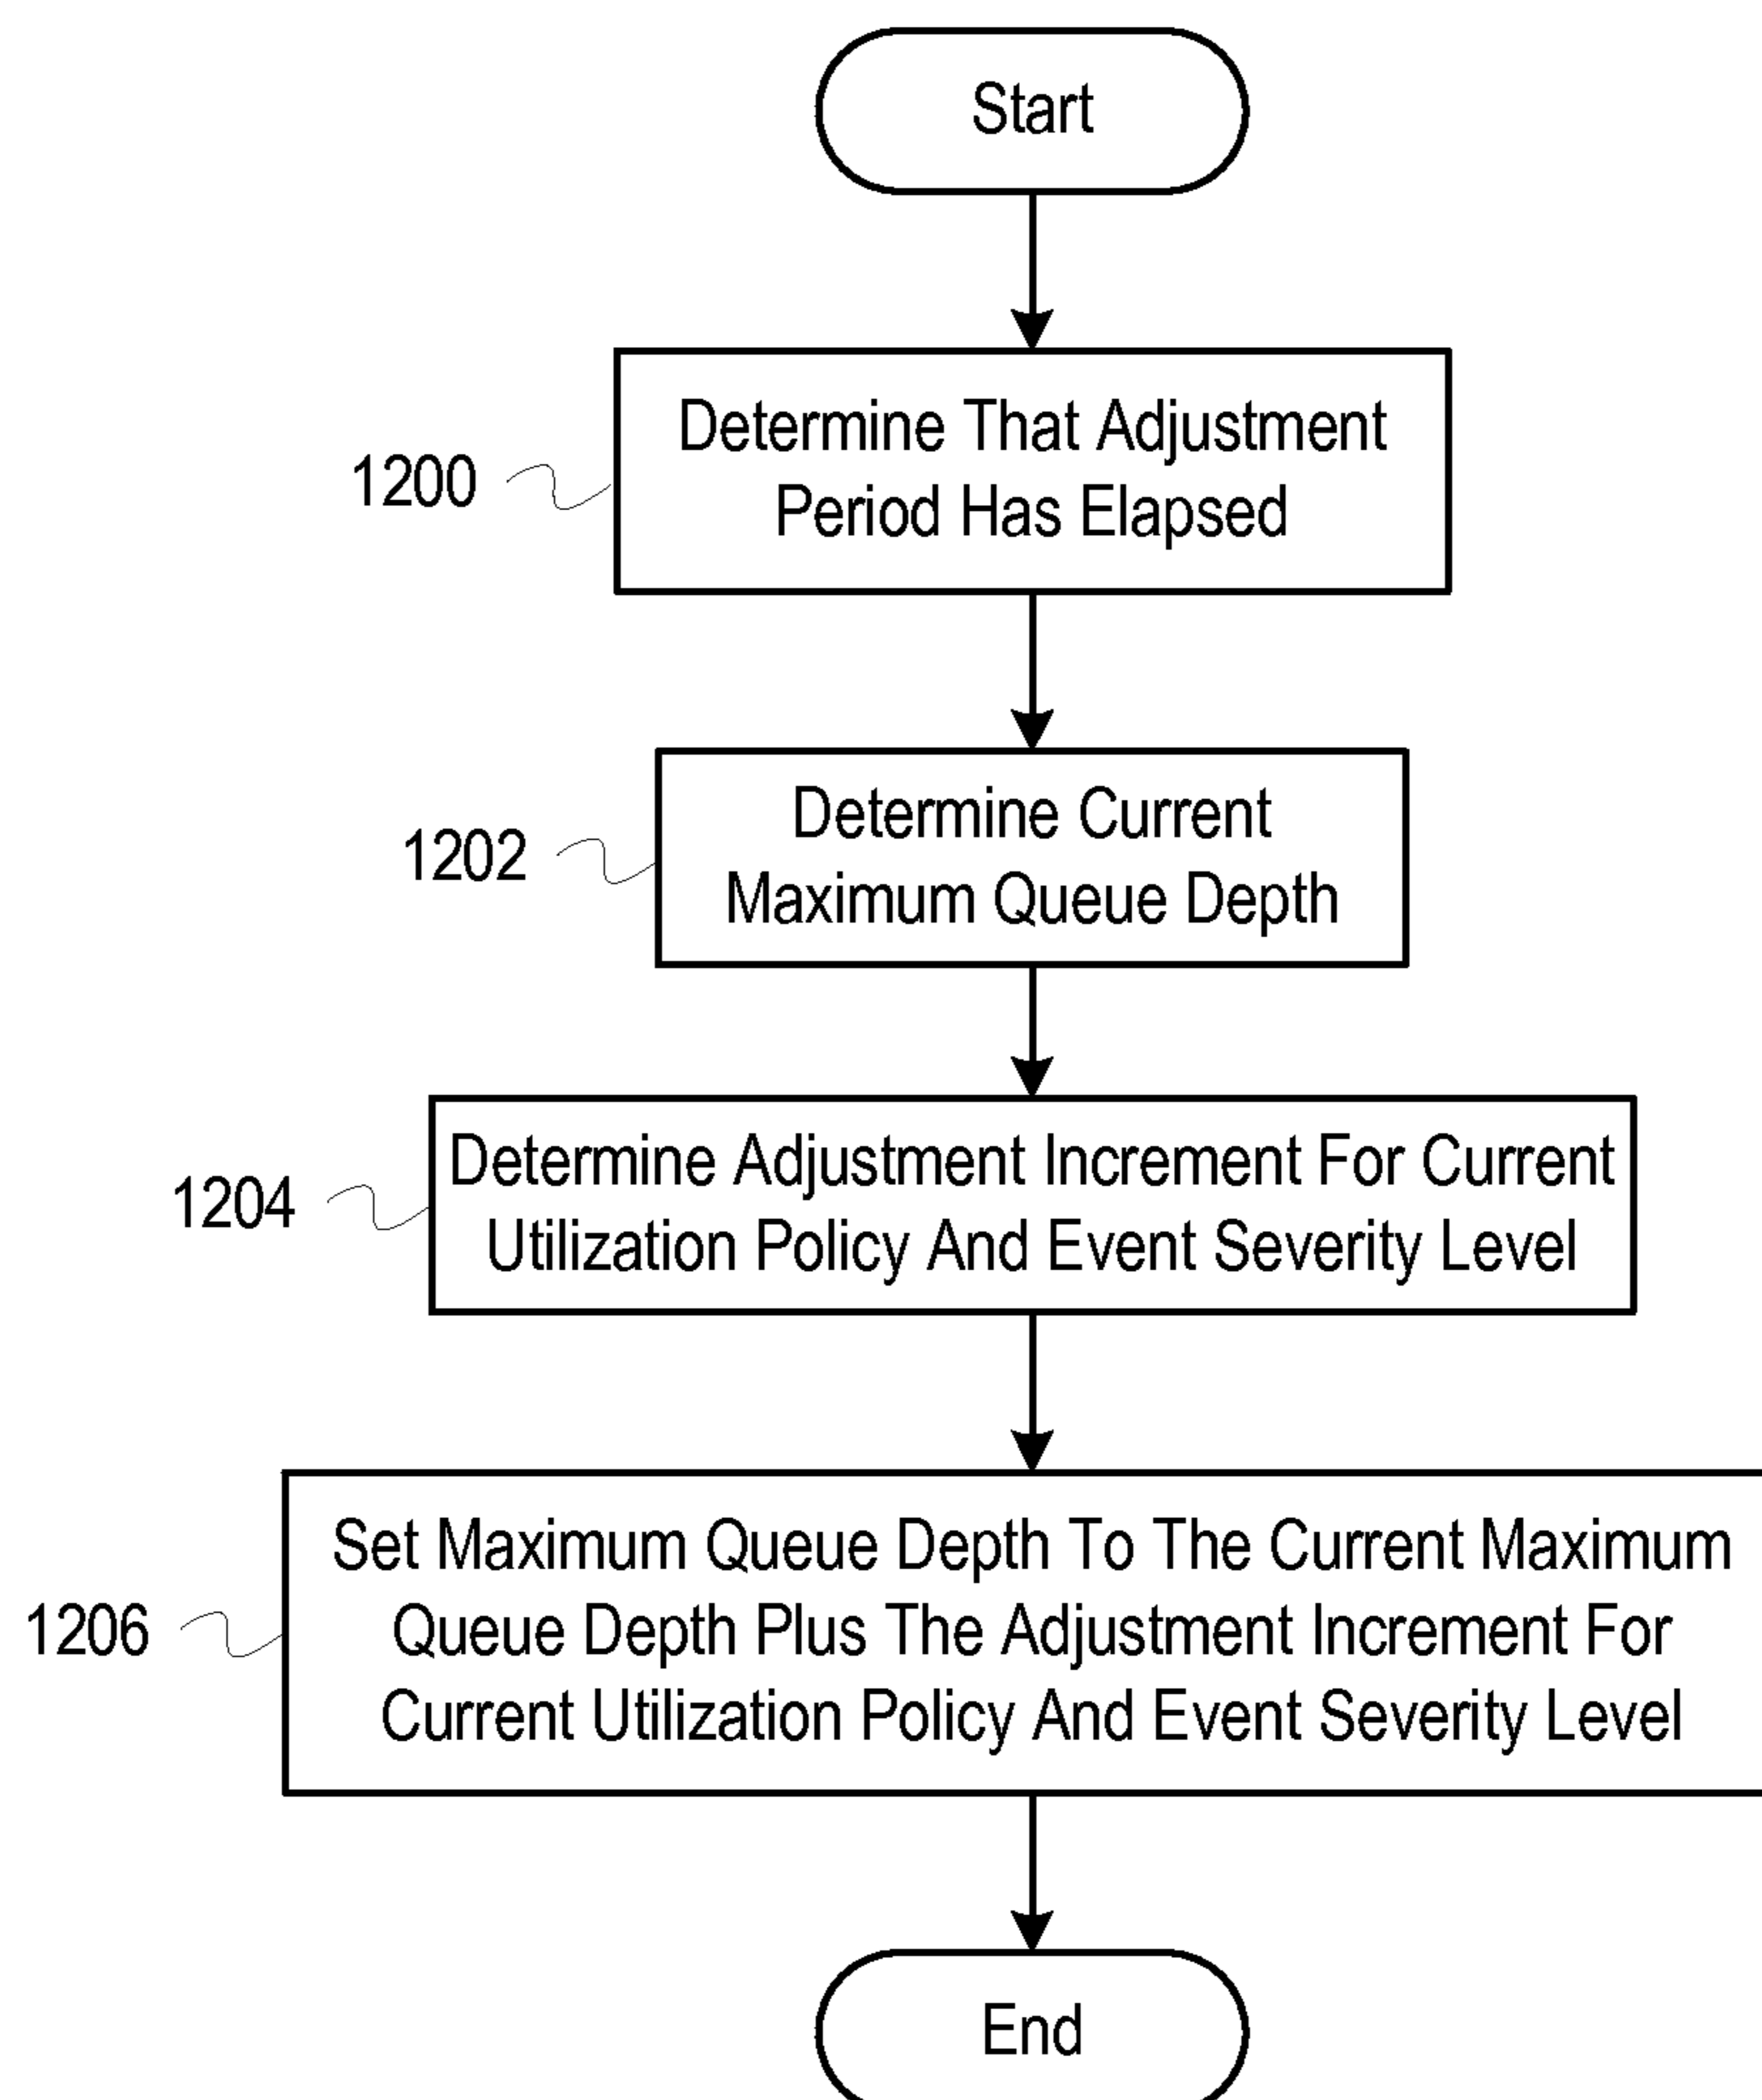 Start
1200
Determine That Adjustment
Period Has Elapsed
1202
Determine Current
Maximum Queue Depth
1204
Determine Adjustment Increment For Current
Utilization Policy And Event Severity Level
1206
Set Maximum Queue Depth To The Current Maximum
Queue Depth Plus The Adjustment Increment For
Current Utilization Policy And Event Severity Level
End